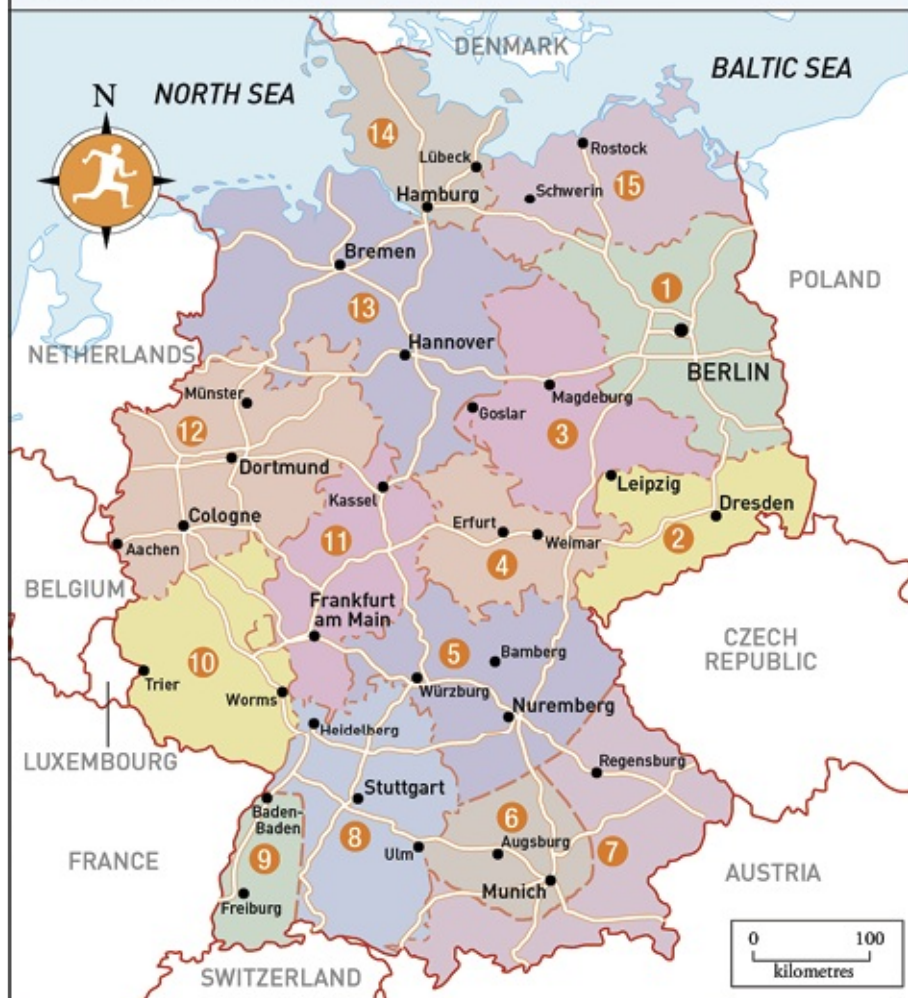 DENMARK
BALTIC SEA
NORTH SEA
N
14
Lübeck
Rostock
Schwerin
15
Hamburg
Bremen
1
POLAND
13
NETHERLANDS
Hannover
BERLIN
Münster
Magdeburg
Goslar
12
3
Dortmund
Kassel
Leipzig
Dresden
Cologne
Erfurt
Weimar
2
11
4
Aachen
BELGIUM
Frankfurt
am Main
CZECH
REPUBLIC
10
5
Bamberg
Trier
Worms
Würzburg
Nuremberg
Heidelberg
LUXEMBOURG
Regensburg
Stuttgart
Baden-
Baden
6
8
Augsburg
7
Ulm
9
FRANCE
Munich
AUSTRIA
Freiburg
0 100
kilometres
SWITZERLAND